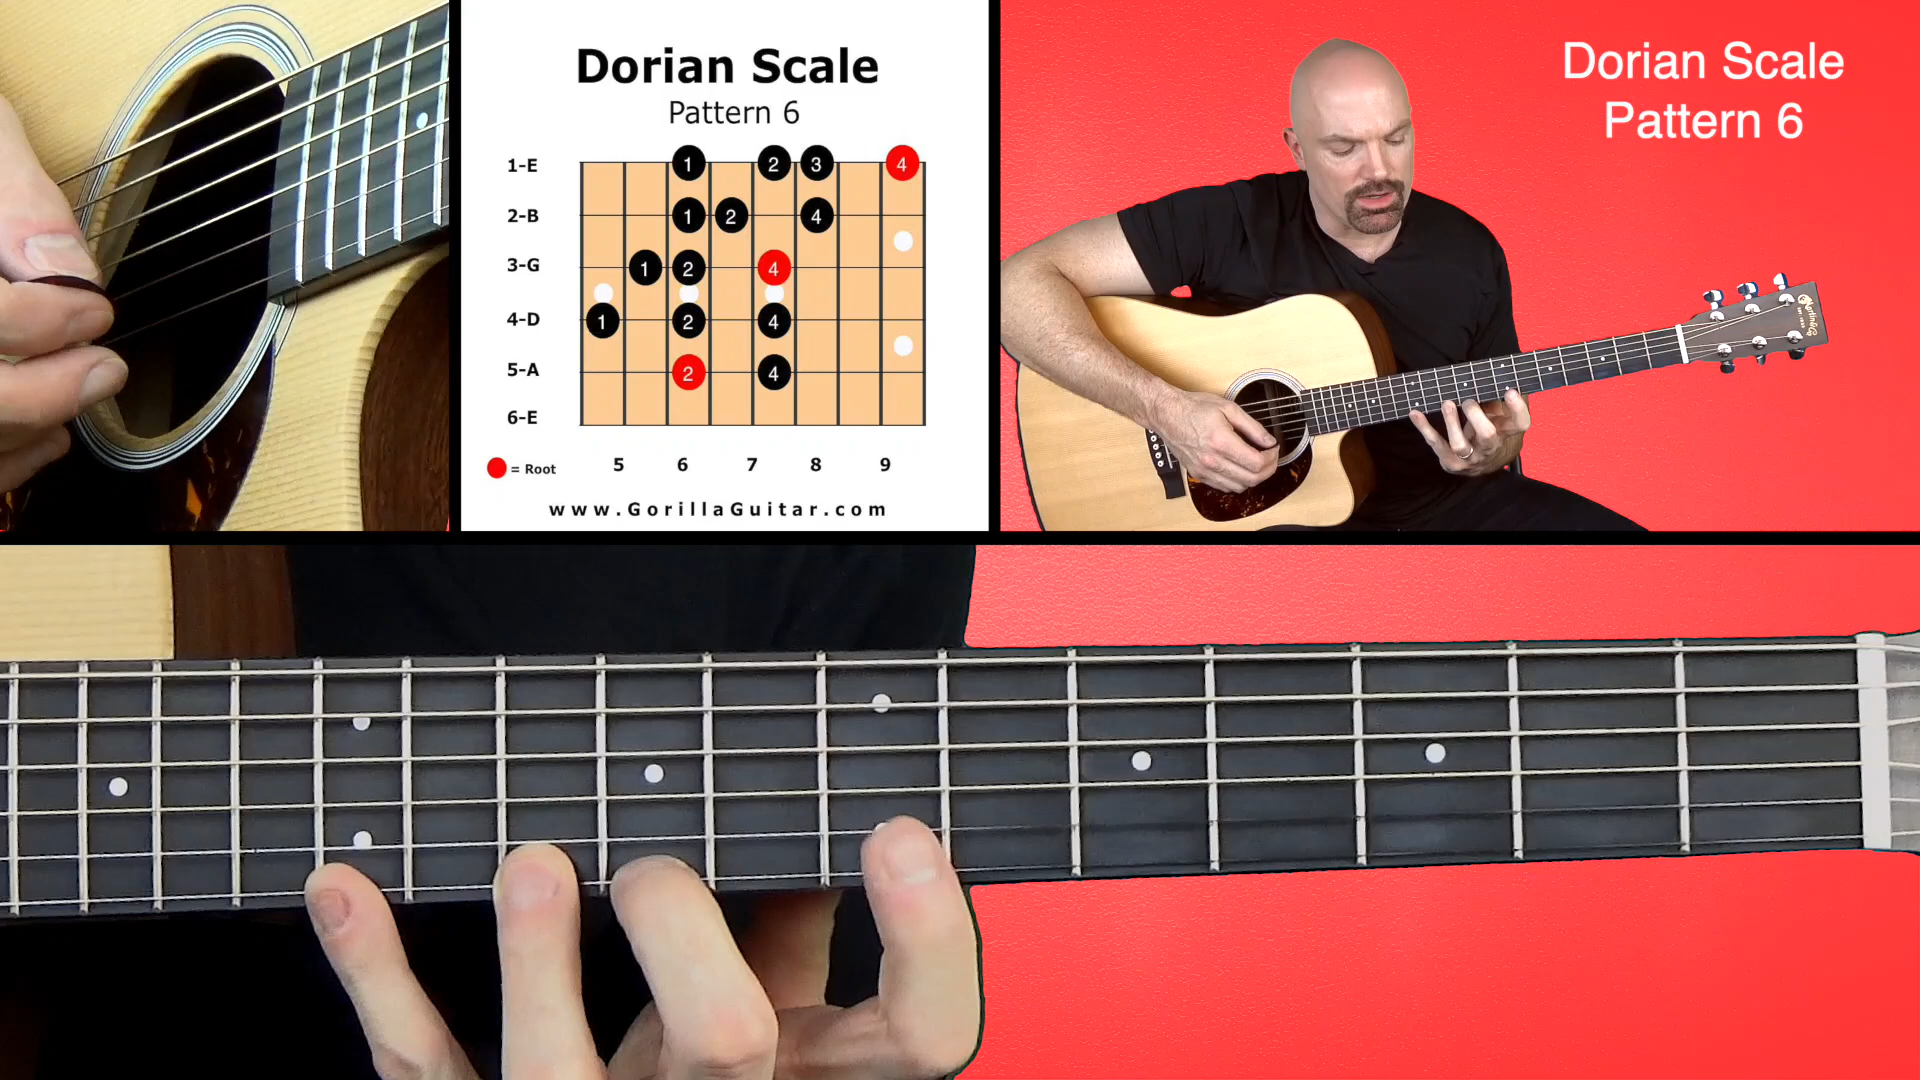 Dorian Scale
Pattern 6
1-E 1 2 3 4
2-B 1 2 4
3-G 1 2 4
4-D 1 2 4
5-A 2 4
6-E
5 6 7 8 9
= Root
www.GorillaGuitar.com
Dorian Scale
Pattern 6
Martin & Co